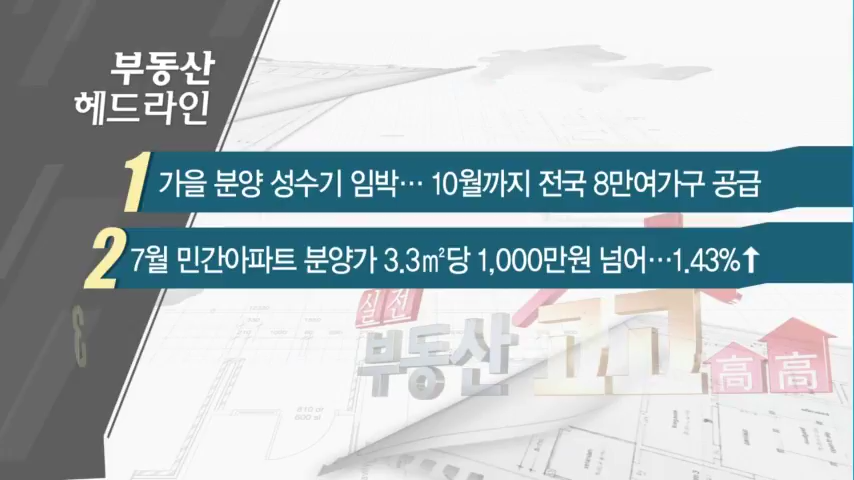 부동산
헤드라인
1 가을 분양 성수기 임박… 10월까지 전국 8만여가구 공급
2 7월 민간아파트 분양가 3.3㎡당 1,000만원 넘어…1.43%↑
3
실전
부동산 고고 高高